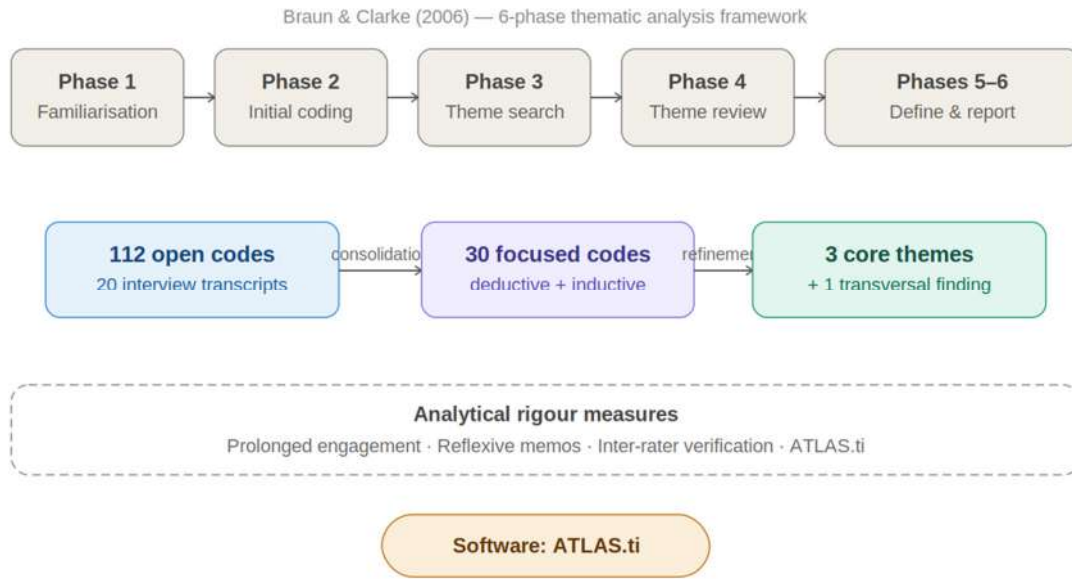 Braun & Clarke (2006) — 6-phase thematic analysis framework
Phase 1
Familiarisation
Phase 2
Initial coding
Phase 3
Theme search
Phase 4
Theme review
Phases 5–6
Define & report
112 open codes
20 interview transcripts
consolidatio
30 focused codes
deductive + inductive
refinemen
3 core themes
+ 1 transversal finding
Analytical rigour measures
Prolonged engagement · Reflexive memos · Inter-rater verification · ATLAS.ti
Software: ATLAS.ti